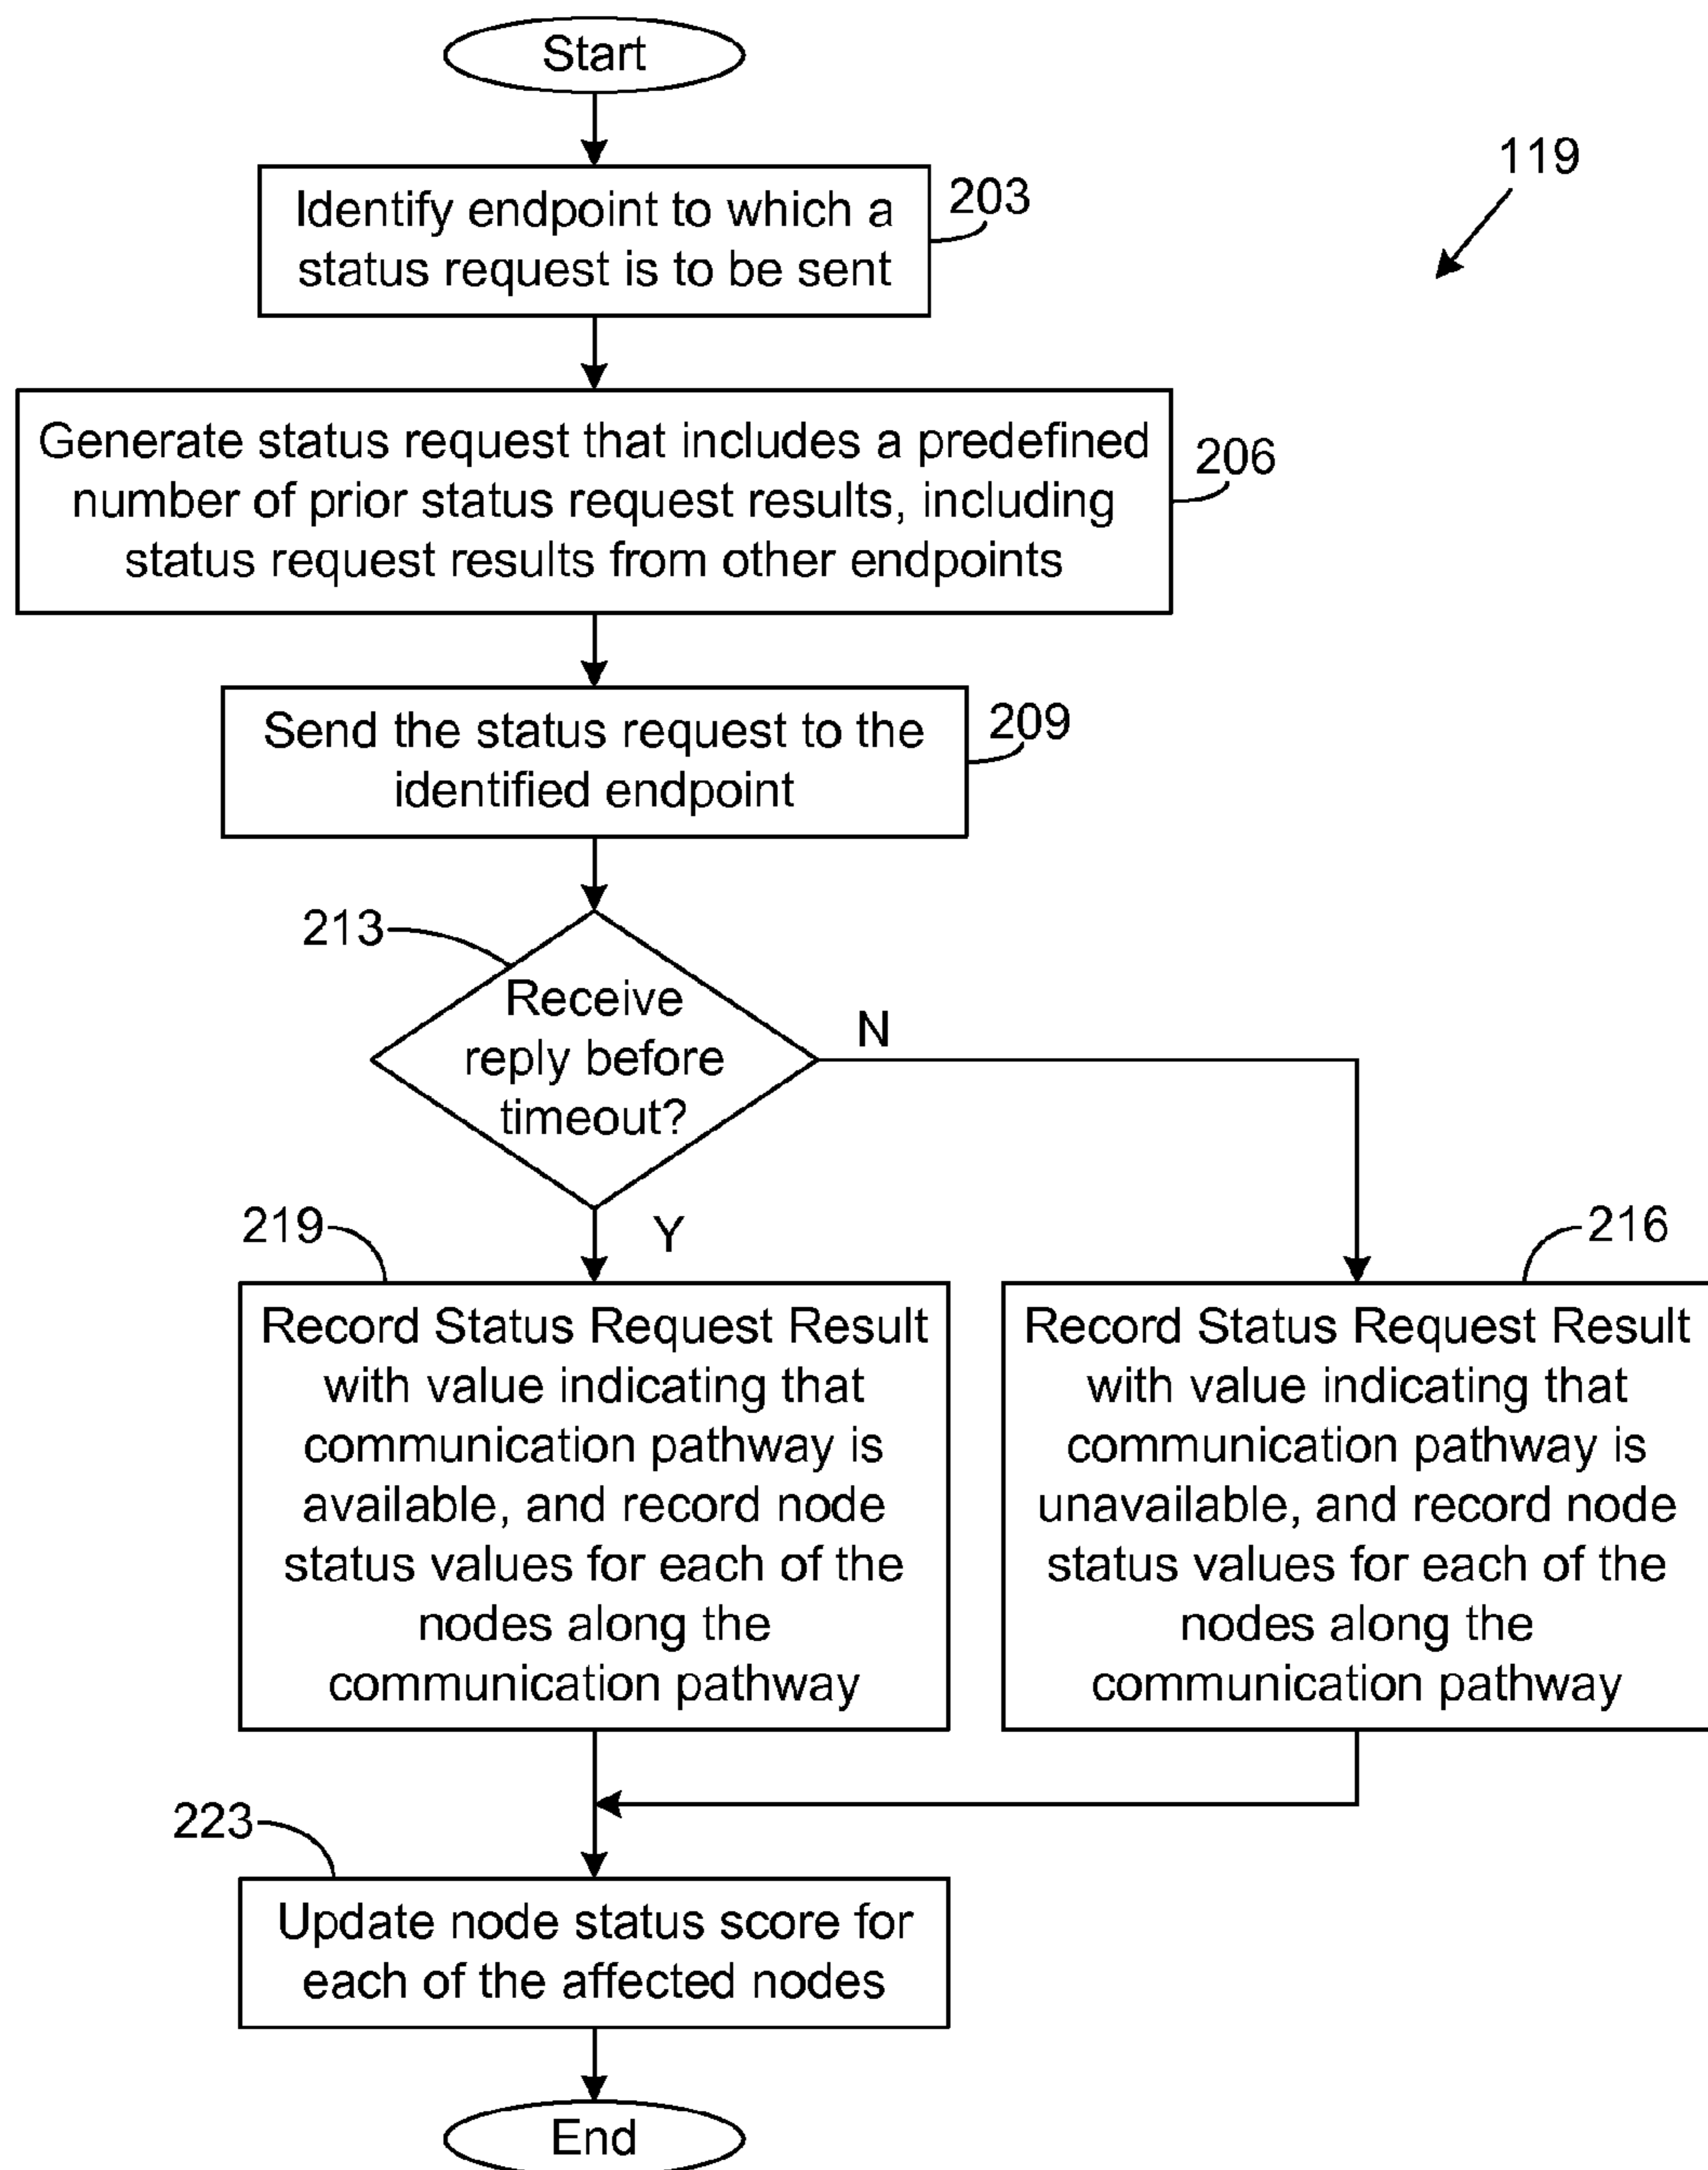 Start
119
Identify endpoint to which a
status request is to be sent
203
Generate status request that includes a predefined
number of prior status request results, including
status request results from other endpoints
206
Send the status request to the
identified endpoint
209
213
Receive
reply before
timeout?
N
Y
219
Record Status Request Result
with value indicating that
communication pathway is
available, and record node
status values for each of the
nodes along the
communication pathway
216
Record Status Request Result
with value indicating that
communication pathway is
unavailable, and record node
status values for each of the
nodes along the
communication pathway
223
Update node status score for
each of the affected nodes
End